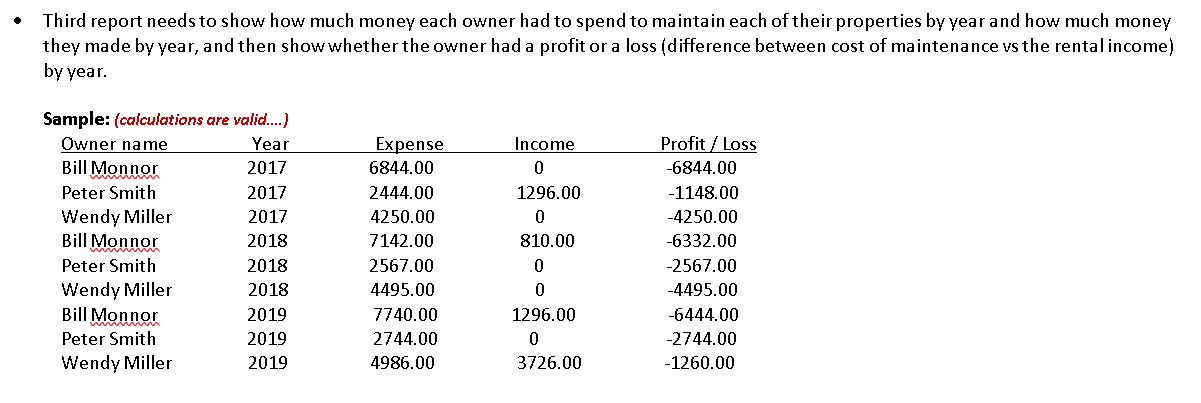 • Third report needs to show how much money each owner had to spend to maintain each of their properties by year and how much money
they made by year, and then show whether the owner had a profit or a loss (difference between cost of maintenance vs the rental income)
by year.
Sample: (calculations are valid....)
Owner name Year Expense Income Profit / Loss
Bill Monnor 2017 6844.00 0 -6844.00
Peter Smith 2017 2444.00 1296.00 -1148.00
Wendy Miller 2017 4250.00 0 -4250.00
Bill Monnor 2018 7142.00 810.00 -6332.00
Peter Smith 2018 2567.00 0 -2567.00
Wendy Miller 2018 4495.00 0 -4495.00
Bill Monnor 2019 7740.00 1296.00 -6444.00
Peter Smith 2019 2744.00 0 -2744.00
Wendy Miller 2019 4986.00 3726.00 -1260.00